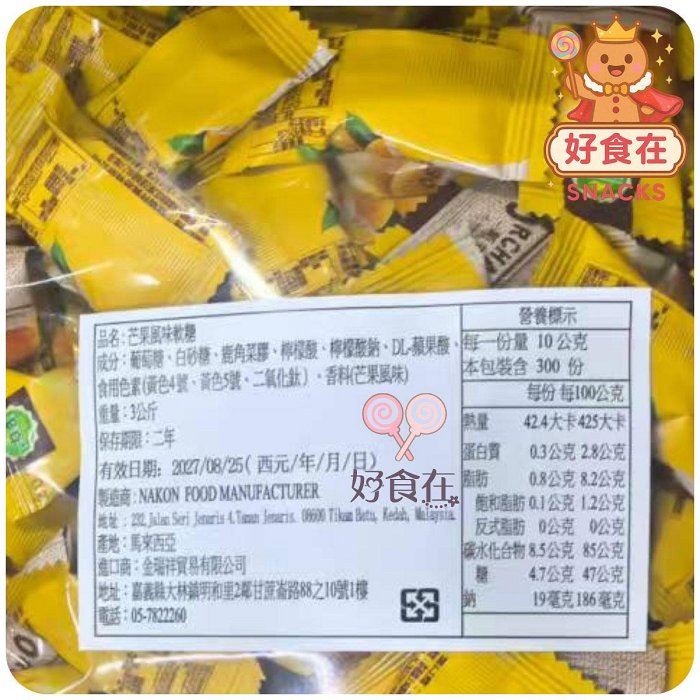 好食在
SNACKS
品名:芒果風味軟糖
成分:葡萄糖、白砂糖、鹿角菜膠、檸檬酸、檸檬酸鈉、DL-蘋果酸、
食用色素(黃色4號、黃色5號、二氧化鈦)、香料(芒果風味)
重量:3公斤
保存期限:二年
有效日期: 2027/08/25(西元/年/月/日)
製造商:NAKON FOOD MANUFACTURER
地址: 232,Jalan Seri Jenaris 4,Taman Jenaris, 08600 Tikan Batu, Kedah, Malaysia.
產地:馬來西亞
進口商:金瑞祥貿易有限公司
地址:嘉義縣大林鎮明和里2鄰甘蔗崙路88之10號1樓
電話:05-7822260
好食在
營養標示
每一份量 10 公克
本包裝含 300 份
每份 每100公克
熱量 42.4大卡 425大卡
蛋白質 0.3公克 2.8公克
脂肪 0.8公克 8.2公克
飽和脂肪 0.1公克 1.2公克
反式脂肪 0公克 0公克
碳水化合物 8.5公克 85公克
糖 4.7公克 47公克
鈉 19毫克 186毫克